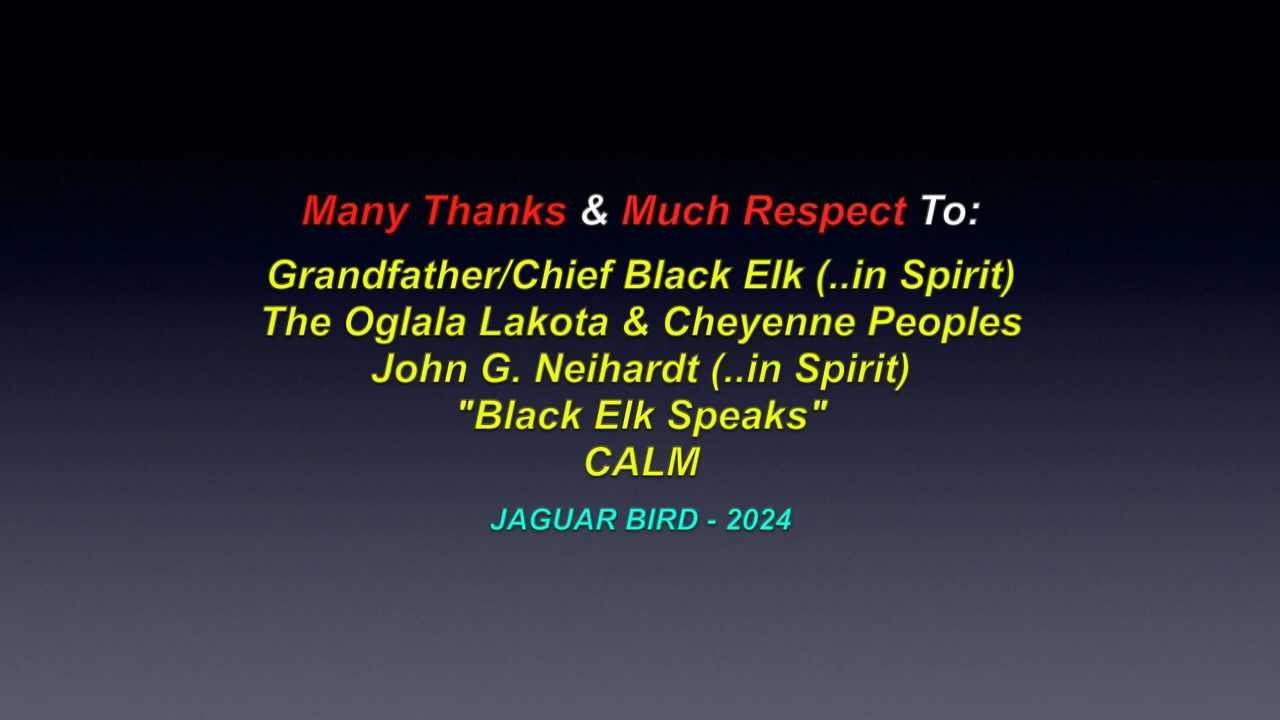 Many Thanks & Much Respect To:
Grandfather/Chief Black Elk (..in Spirit)
The Oglala Lakota & Cheyenne Peoples
John G. Neihardt (..in Spirit)
"Black Elk Speaks"
CALM
JAGUAR BIRD - 2024